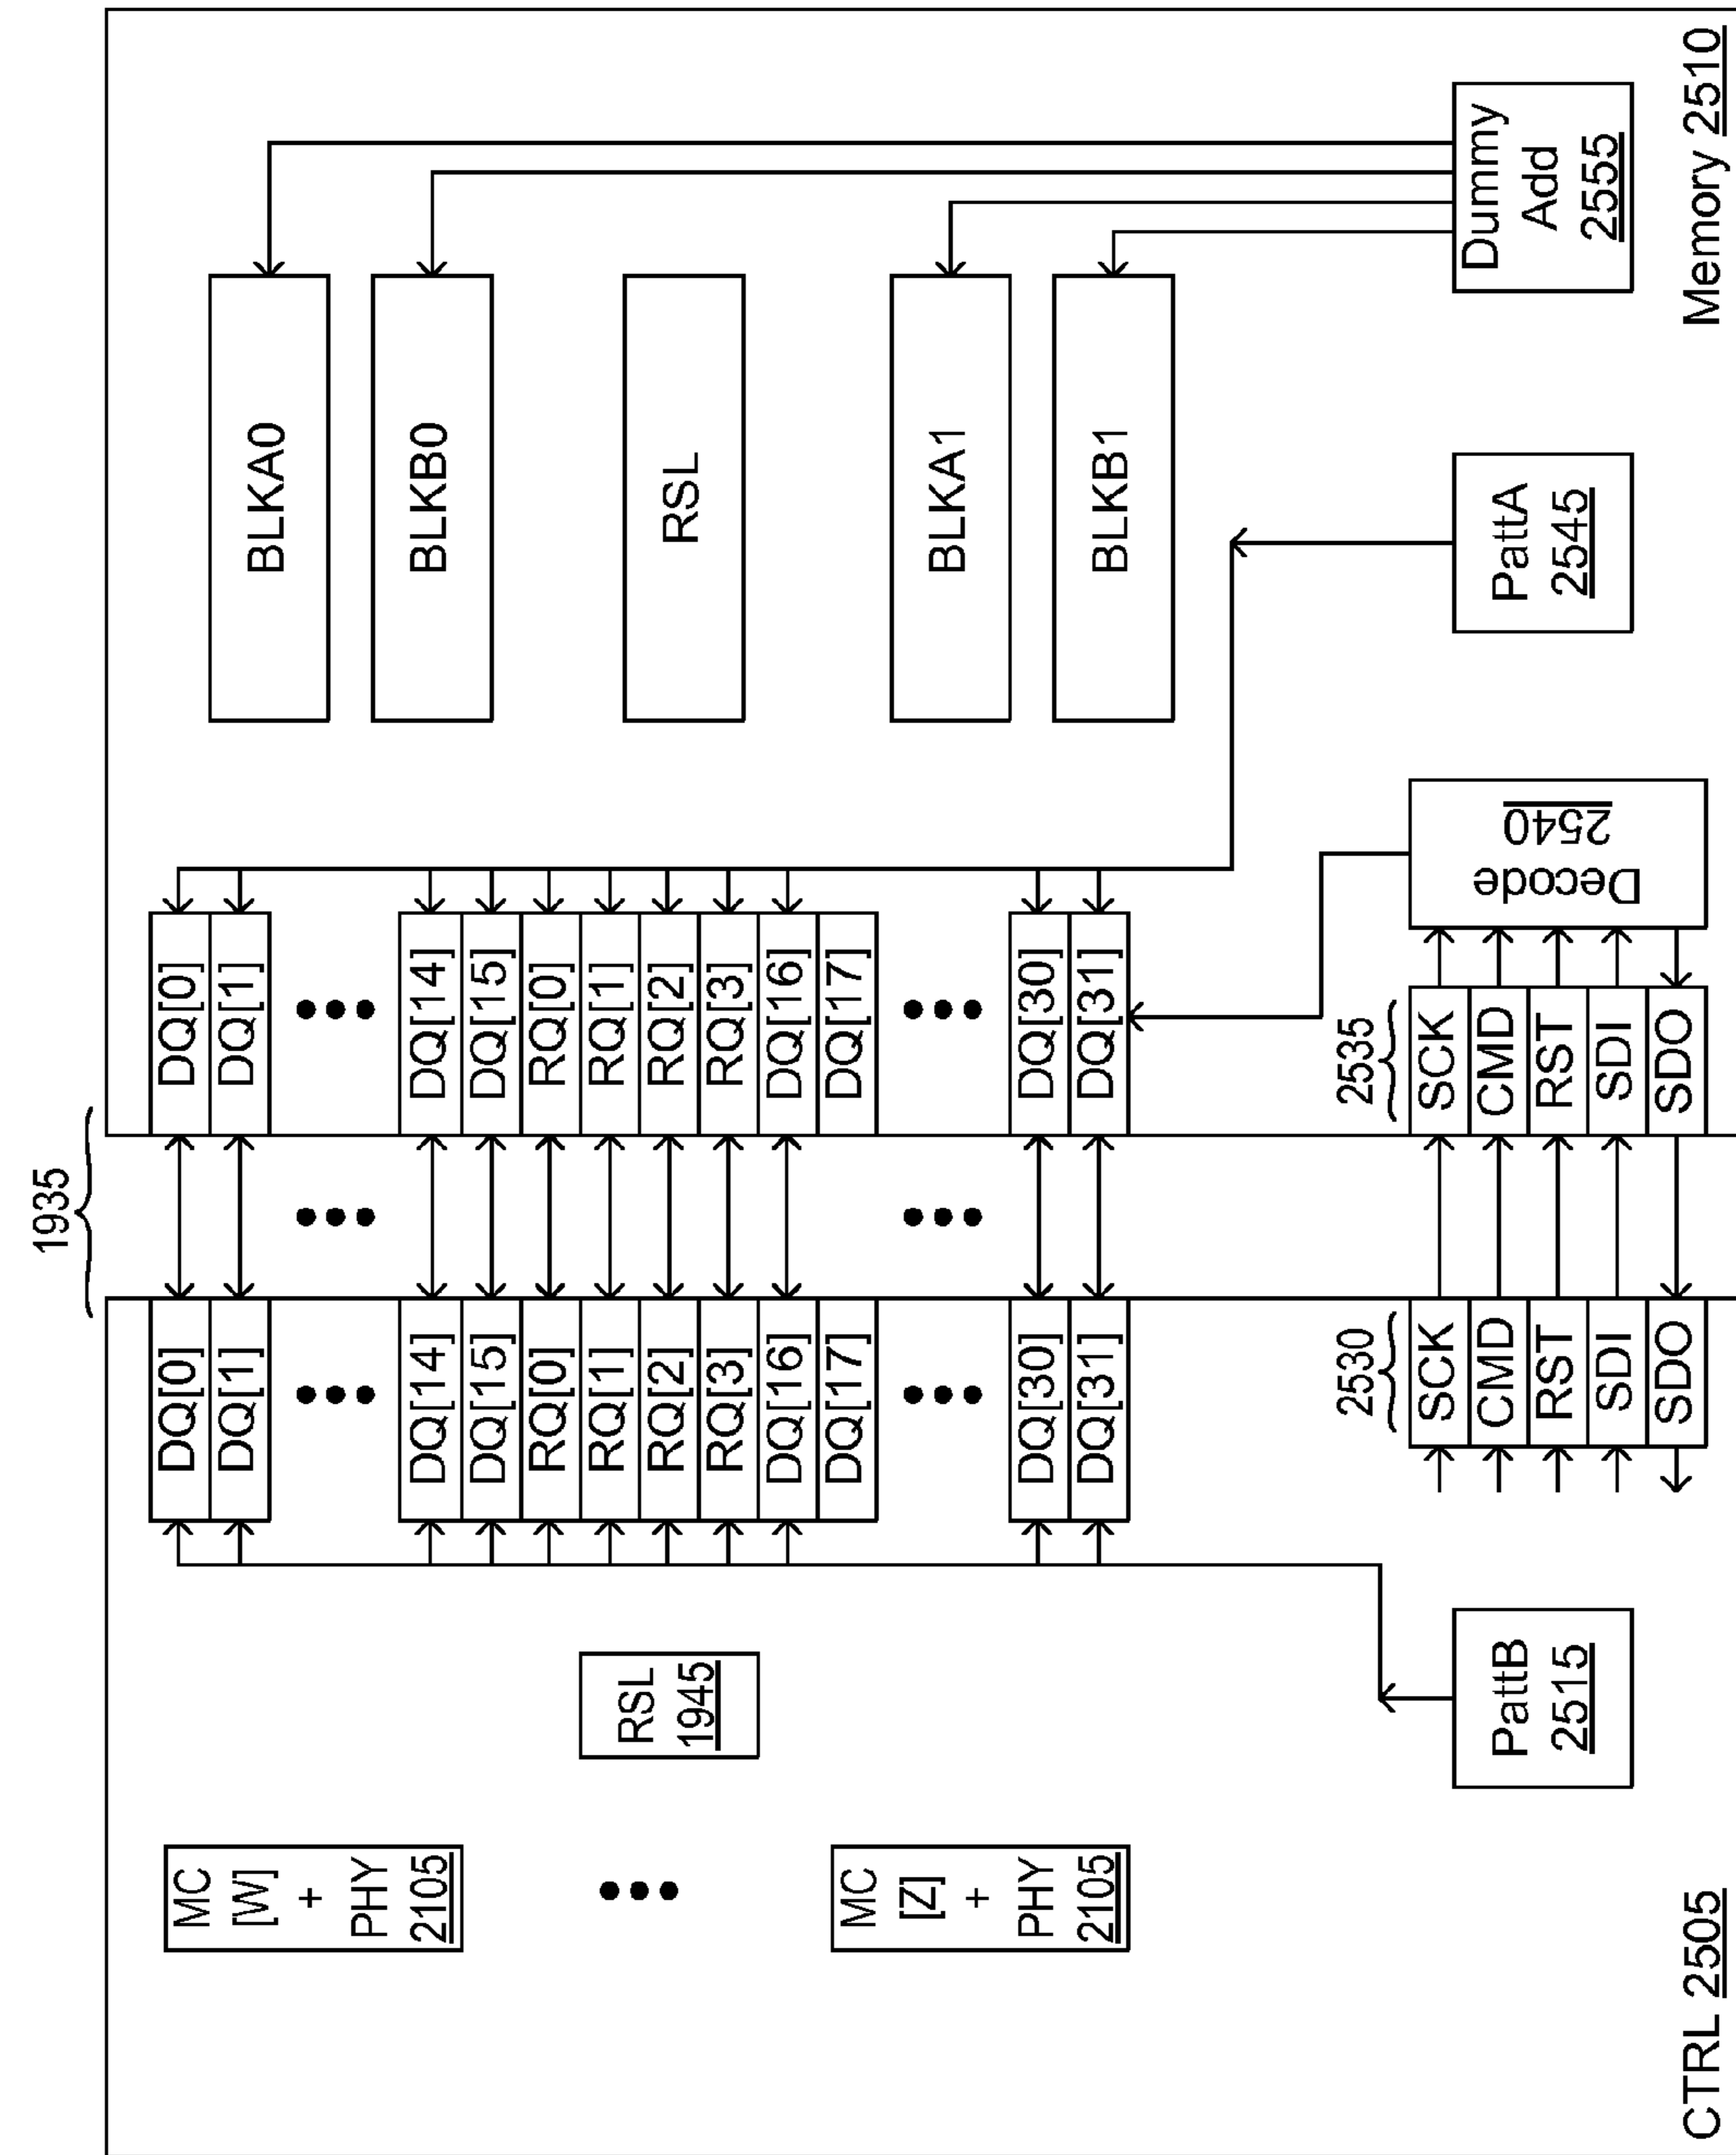 1935
CTRL 2505
MC
[W]
+
PHY
2105
MC
[Z]
+
PHY
2105
RSL
1945
PattB
2515
DQ[0]
DQ[1]
DQ[14]
DQ[15]
RQ[0]
RQ[1]
RQ[2]
RQ[3]
DQ[16]
DQ[17]
DQ[30]
DQ[31]
2530
SCK
CMD
RST
SDI
SDO
DQ[0]
DQ[1]
DQ[14]
DQ[15]
RQ[0]
RQ[1]
RQ[2]
RQ[3]
DQ[16]
DQ[17]
DQ[30]
DQ[31]
2535
SCK
CMD
RST
SDI
SDO
Decode
2540
BLKA0
BLKB0
RSL
BLKA1
BLKB1
PattA
2545
Dummy
Add
2555
Memory 2510